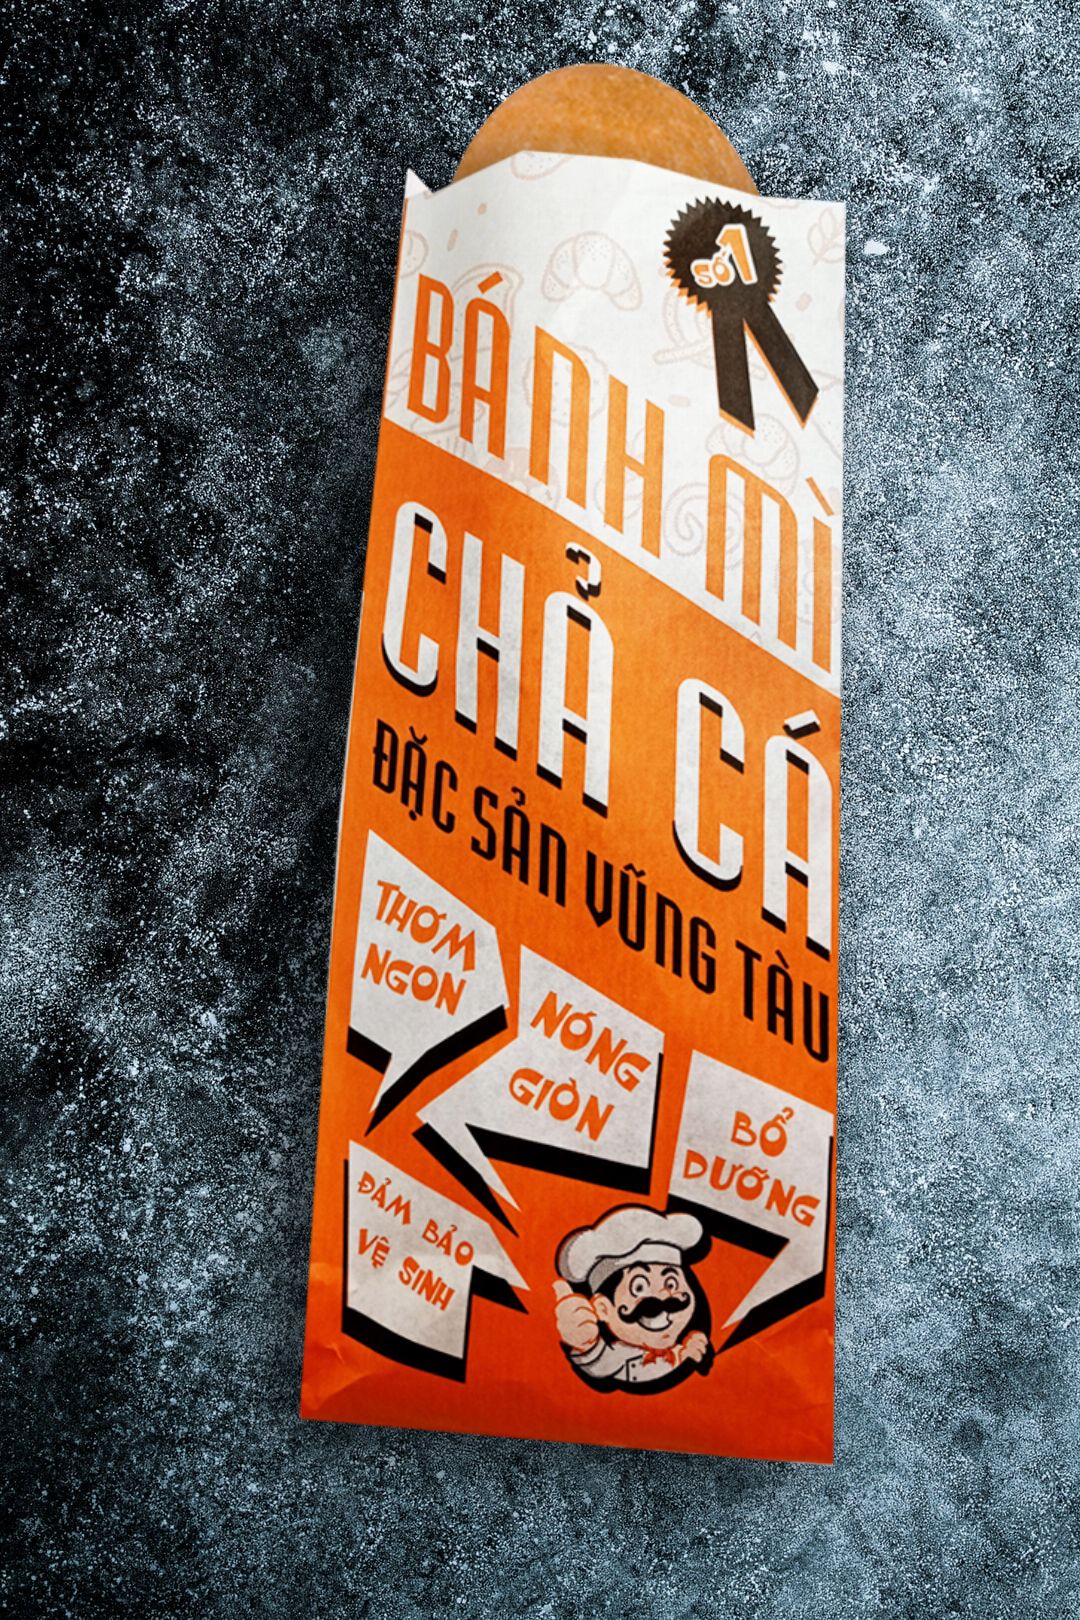 SỐ 1
BÁNH MÌ
CHẢ CÁ
ĐẶC SẢN VŨNG TÀU
THƠM
NGON
NÓNG
GIÒN
BỔ
DƯỠNG
ĐẢM BẢO
VỆ SINH